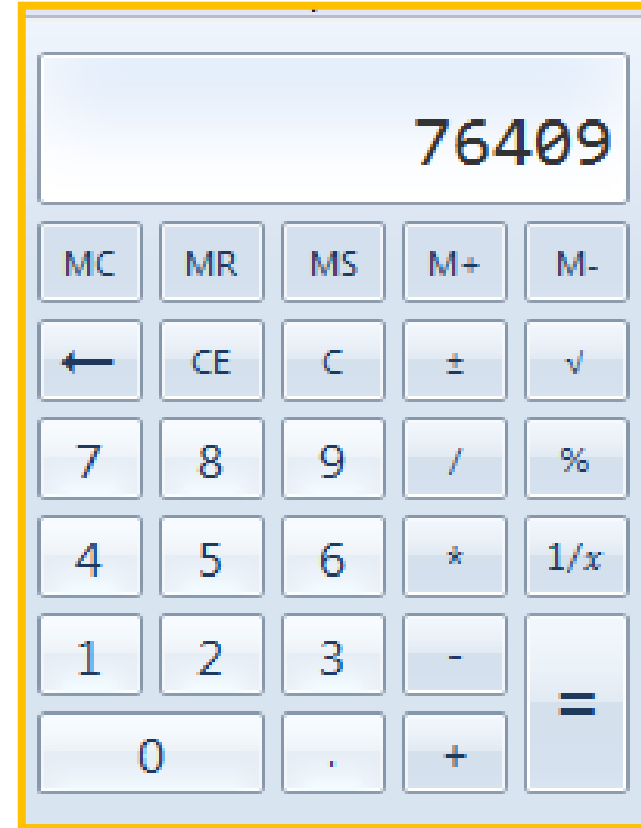 76409
MC MR MS M+ M-
← CE C ± √
7 8 9 / %
4 5 6 * 1/x
1 2 3 - =
0 . +